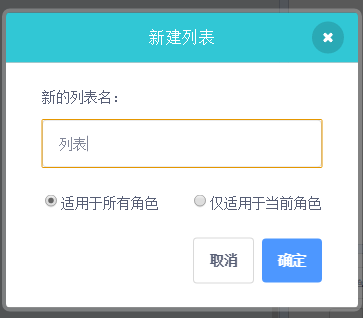 新建列表
新的列表名：
列表
适用于所有角色 仅适用于当前角色
取消 确定